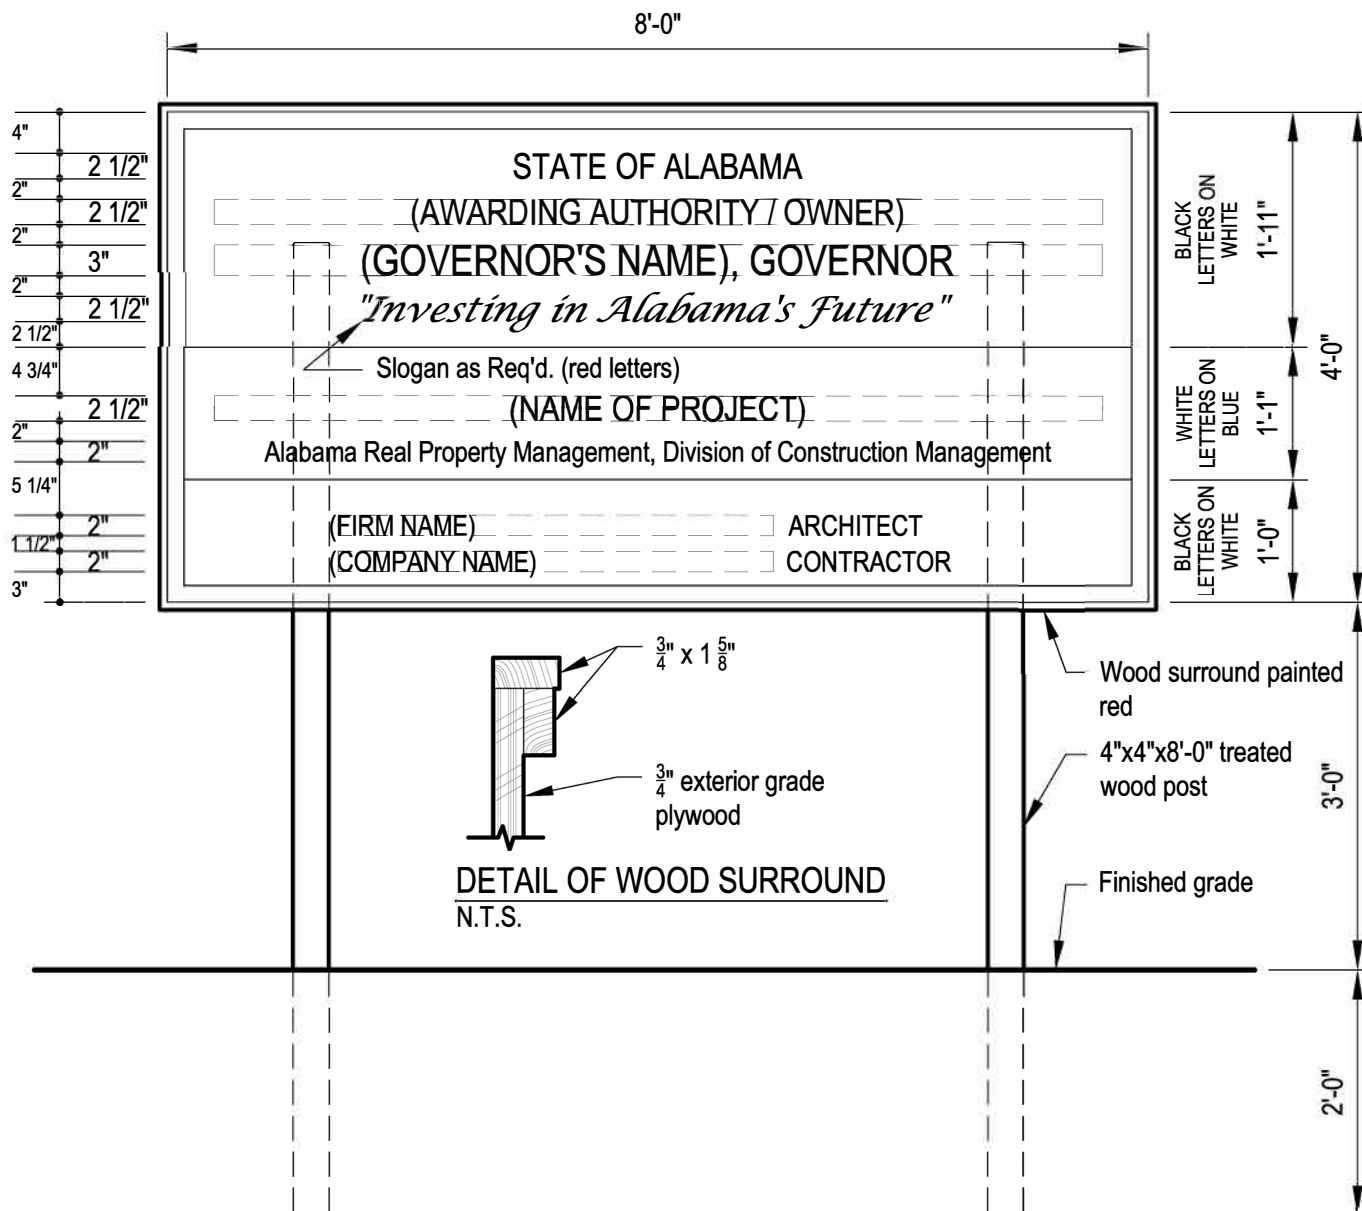 8'-0"
4"
2 1/2"
2"
2 1/2"
2"
3"
2"
2 1/2"
2 1/2"
4 3/4"
2 1/2"
2"
2"
5 1/4"
2"
1 1/2"
2"
3"
STATE OF ALABAMA
(AWARDING AUTHORITY / OWNER)
(GOVERNOR'S NAME), GOVERNOR
"Investing in Alabama's Future"
Slogan as Req'd. (red letters)
(NAME OF PROJECT)
Alabama Real Property Management, Division of Construction Management
(FIRM NAME) ARCHITECT
(COMPANY NAME) CONTRACTOR
BLACK
LETTERS ON
WHITE
1'-11"
WHITE
LETTERS ON
BLUE
1'-1"
BLACK
LETTERS ON
WHITE
1'-0"
4'-0"
3/4" x 1 5/8"
3/4" exterior grade
plywood
DETAIL OF WOOD SURROUND
N.T.S.
Wood surround painted
red
4"x4"x8'-0" treated
wood post
Finished grade
3'-0"
2'-0"